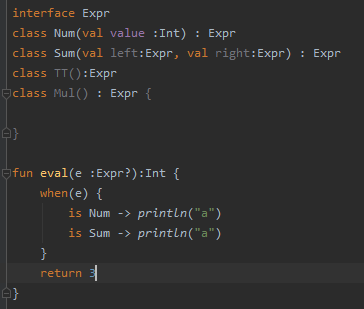 interface Expr
class Num(val value :Int) : Expr
class Sum(val left:Expr, val right:Expr) : Expr
class TT():Expr
class Mul() : Expr {
}
fun eval(e :Expr?):Int {
when(e) {
is Num -> println("a")
is Sum -> println("a")
}
return 3
}